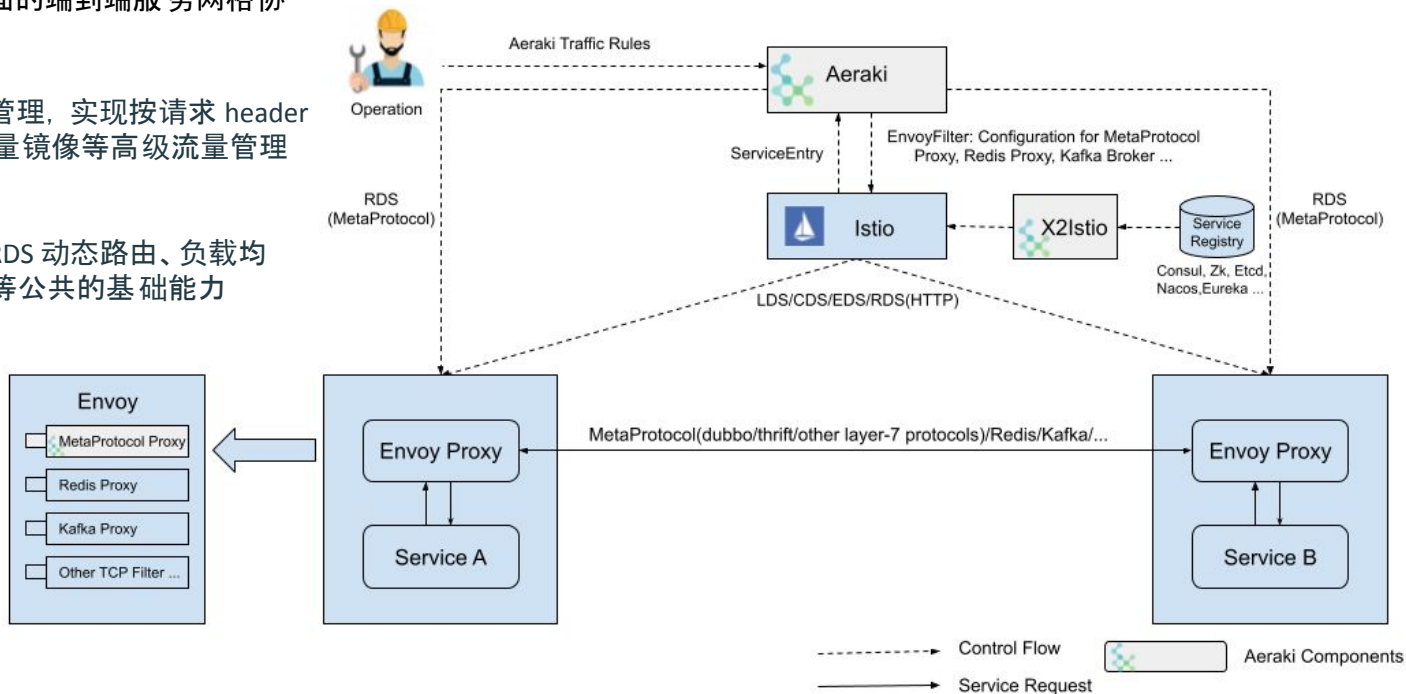 面的端到端服务网格协
管理，实现按请求 header
量镜像等高级流量管理
RDS 动态路由、负载均
等公共的基础能力
Operation
Aeraki Traffic Rules
Aeraki
ServiceEntry
EnvoyFilter: Configuration for MetaProtocol
Proxy, Redis Proxy, Kafka Broker ...
RDS
(MetaProtocol)
Istio
X2Istio
Service
Registry
Consul, Zk, Etcd,
Nacos,Eureka ...
RDS
(MetaProtocol)
LDS/CDS/EDS/RDS(HTTP)
Envoy
MetaProtocol Proxy
Redis Proxy
Kafka Proxy
Other TCP Filter ...
Envoy Proxy
Service A
MetaProtocol(dubbo/thrift/other layer-7 protocols)/Redis/Kafka/...
Envoy Proxy
Service B
Control Flow
Aeraki Components
Service Request